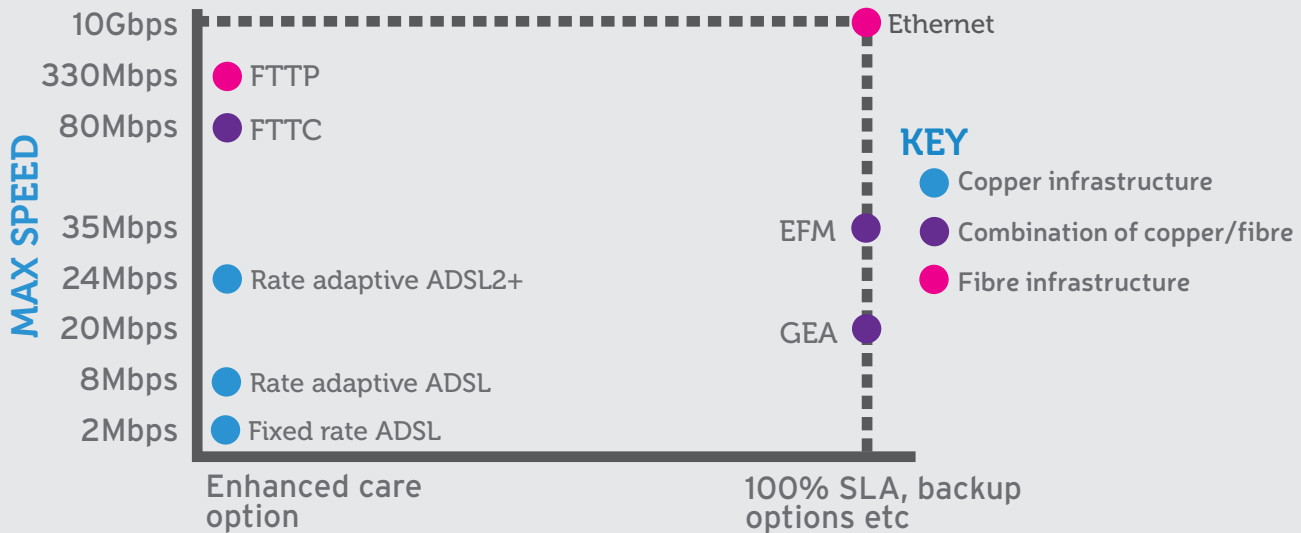 10Gbps
Ethernet
330Mbps
FTTP
80Mbps
FTTC
KEY
Copper infrastructure
MAX SPEED
35Mbps
EFM
Combination of copper/fibre
24Mbps
Rate adaptive ADSL2+
Fibre infrastructure
20Mbps
GEA
8Mbps
Rate adaptive ADSL
2Mbps
Fixed rate ADSL
Enhanced care
option
100% SLA, backup
options etc